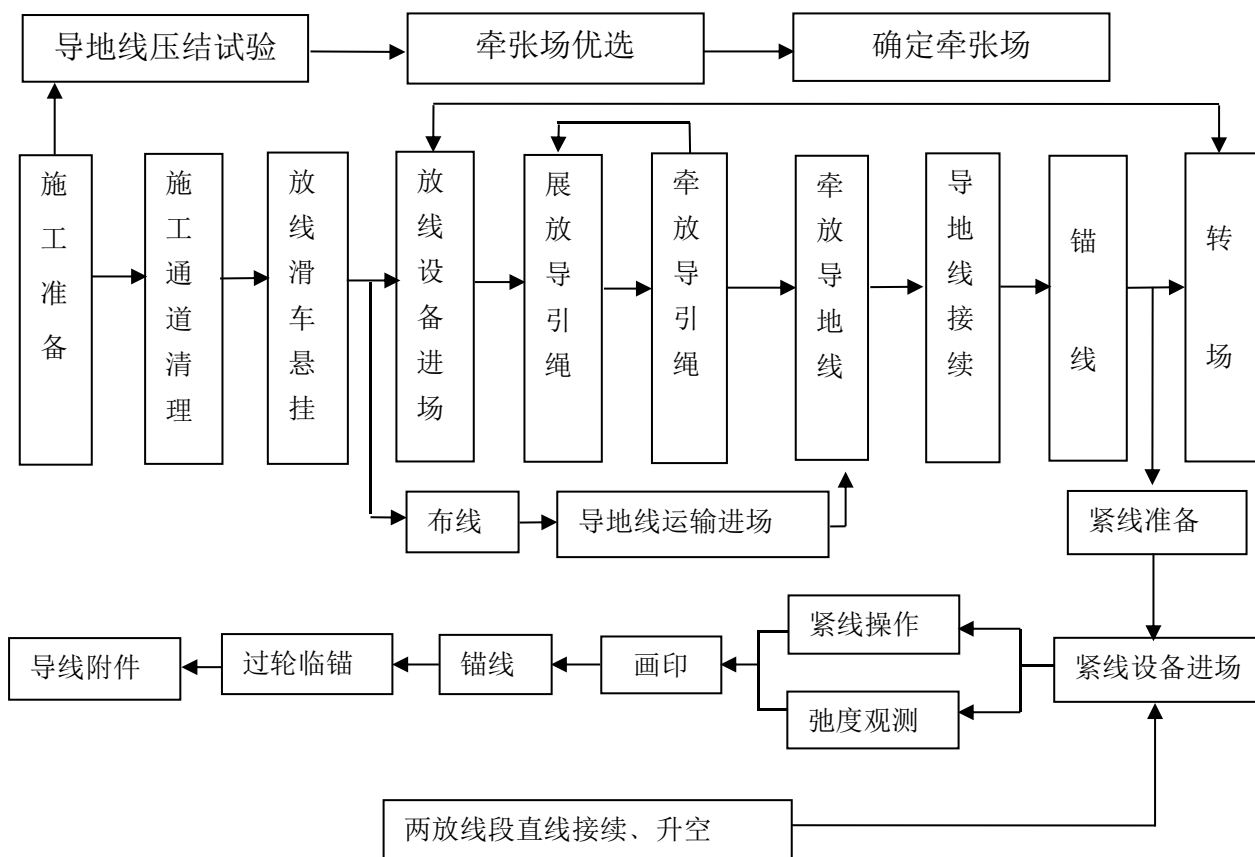 导地线压结试验
牵张场优选
确定牵张场
施工准备
施工通道清理
放线滑车悬挂
放线设备进场
展放导引绳
牵放导引绳
牵放导地线
导地线接续
锚线
转场
布线
导地线运输进场
紧线准备
紧线操作
导线附件
过轮临锚
锚线
画印
紧线设备进场
弛度观测
两放线段直线接续、升空